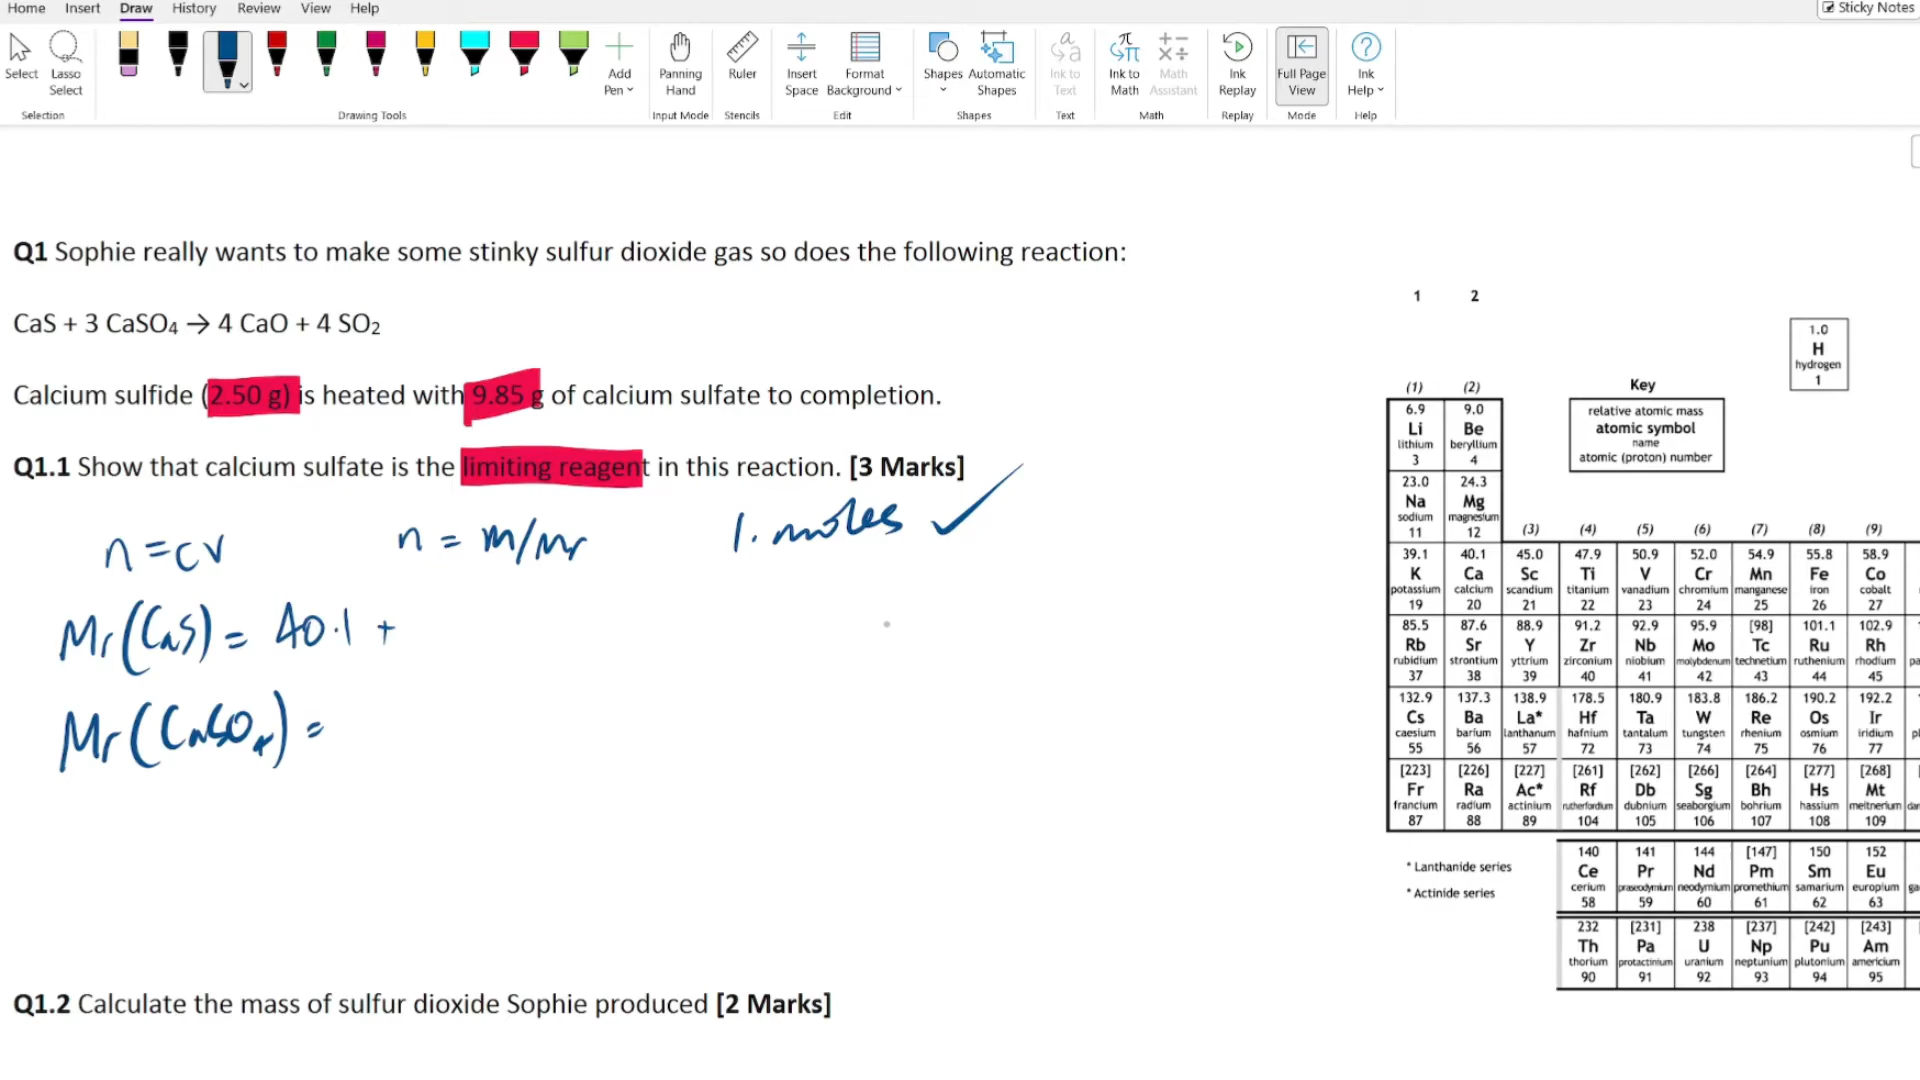 Home Insert Draw History Review View Help
Sticky Notes
Select Lasso Select Add Pen Panning Hand Ruler Insert Space Format Background Shapes Automatic Shapes Ink to Text Ink to Math Math Assistant Ink Replay Full Page View Ink Help
Selection Drawing Tools Input Mode Stencils Edit Shapes Text Math Replay Mode Help
Q1 Sophie really wants to make some stinky sulfur dioxide gas so does the following reaction:
CaS + 3 CaSO₄ → 4 CaO + 4 SO₂
Calcium sulfide (2.50 g) is heated with 9.85 g of calcium sulfate to completion.
Q1.1 Show that calcium sulfate is the limiting reagent in this reaction. [3 Marks]
n = cv n = m/Mr 1. moles ✓
Mr(CaS) = 40.1 +
Mr(CaSO₄) =
Q1.2 Calculate the mass of sulfur dioxide Sophie produced [2 Marks]
1 2
1.0
H
hydrogen
1
(1) (2)
Key
relative atomic mass
atomic symbol
name
atomic (proton) number
6.9 9.0
Li Be
lithium beryllium
3 4
23.0 24.3
Na Mg
sodium magnesium
11 12
(3) (4) (5) (6) (7) (8) (9)
39.1 40.1 45.0 47.9 50.9 52.0 54.9 55.8 58.9
K Ca Sc Ti V Cr Mn Fe Co
potassium calcium scandium titanium vanadium chromium manganese iron cobalt
19 20 21 22 23 24 25 26 27
85.5 87.6 88.9 91.2 92.9 95.9 [98] 101.1 102.9
Rb Sr Y Zr Nb Mo Tc Ru Rh
rubidium strontium yttrium zirconium niobium molybdenum technetium ruthenium rhodium
37 38 39 40 41 42 43 44 45
132.9 137.3 138.9 178.5 180.9 183.8 186.2 190.2 192.2
Cs Ba La* Hf Ta W Re Os Ir
caesium barium lanthanum hafnium tantalum tungsten rhenium osmium iridium
55 56 57 72 73 74 75 76 77
[223] [226] [227] [261] [262] [266] [264] [277] [268]
Fr Ra Ac* Rf Db Sg Bh Hs Mt
francium radium actinium rutherfordium dubnium seaborgium bohrium hassium meitnerium
87 88 89 104 105 106 107 108 109
* Lanthanide series
* Actinide series
140 141 144 [147] 150 152
Ce Pr Nd Pm Sm Eu
cerium praseodymium neodymium promethium samarium europium
58 59 60 61 62 63
232 [231] 238 [237] [242] [243]
Th Pa U Np Pu Am
thorium protactinium uranium neptunium plutonium americium
90 91 92 93 94 95